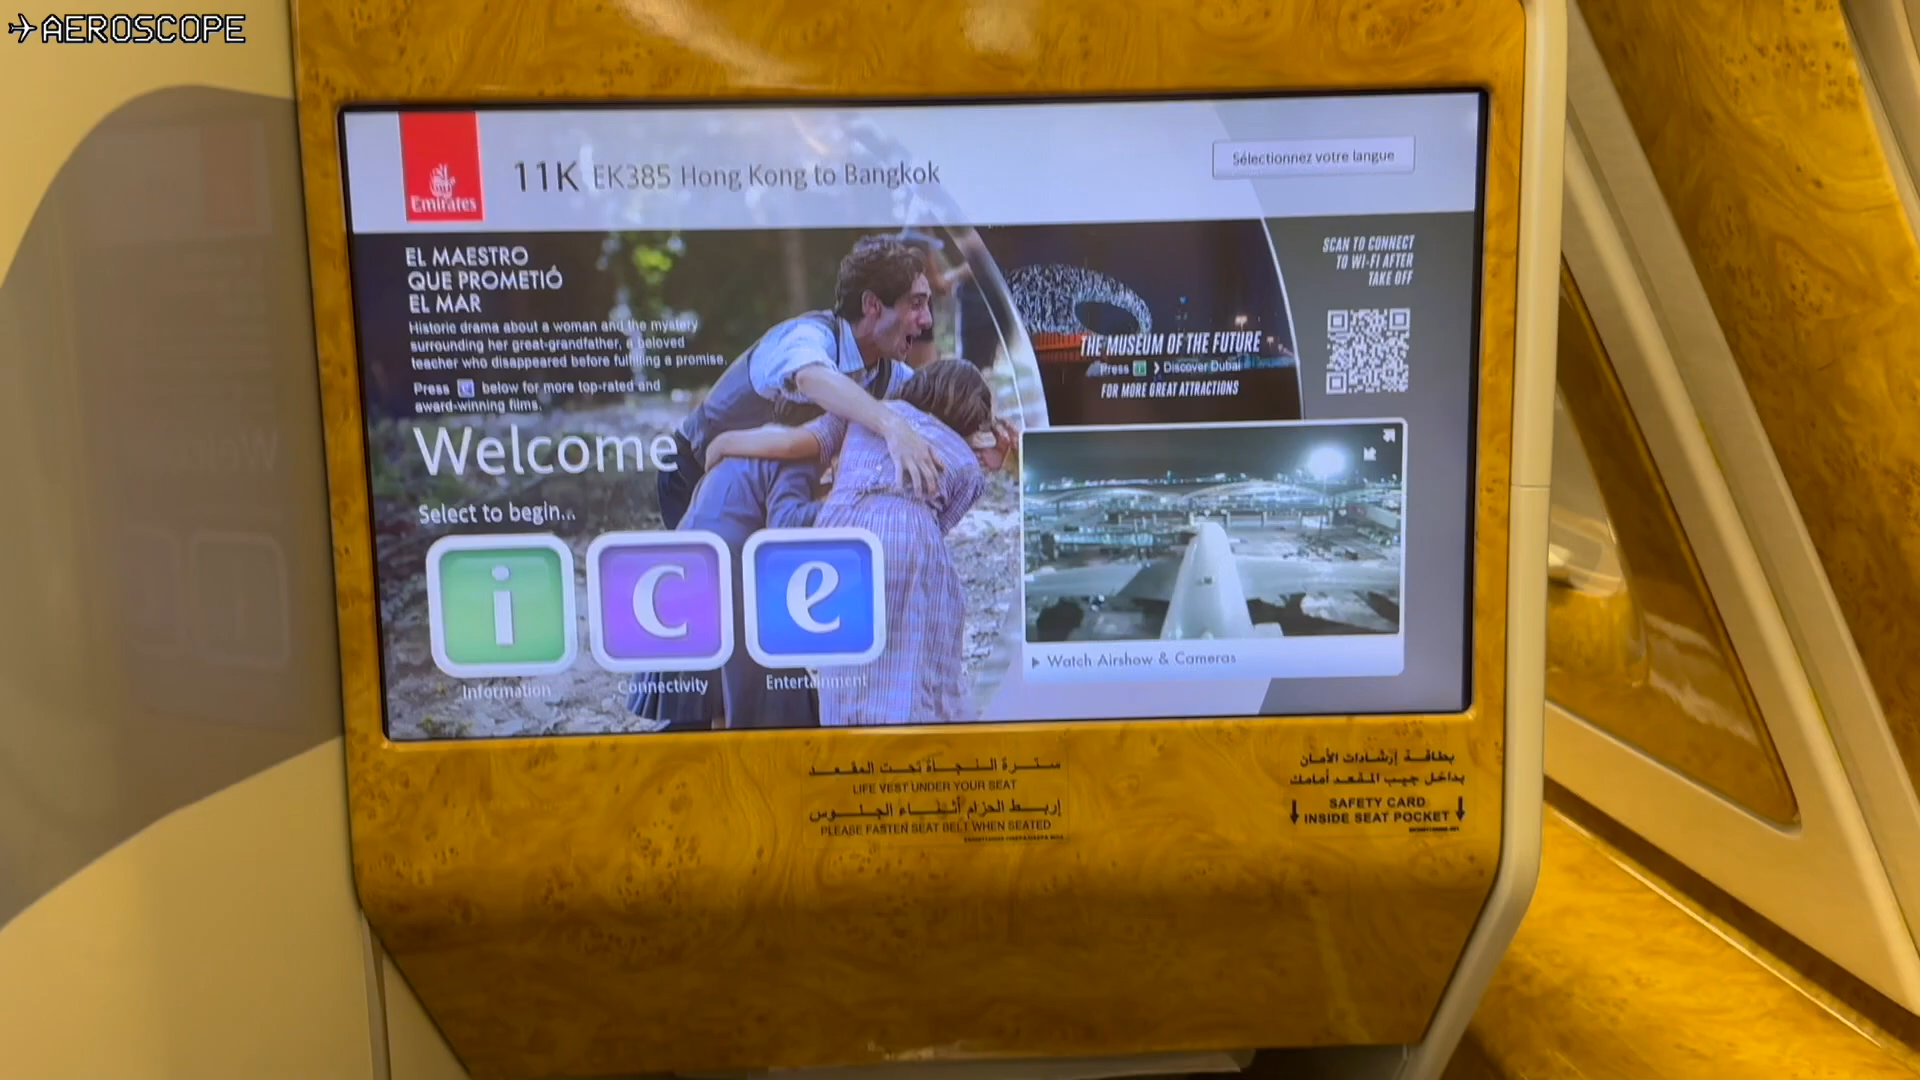 AEROSCOPE
Emirates
11K EK385 Hong Kong to Bangkok
Sélectionnez votre langue
EL MAESTRO
QUE PROMETIÓ
EL MAR
Historic drama about a woman and the mystery
surrounding her great-grandfather, a beloved
teacher who disappeared before fulfilling a promise.
Press e below for more top-rated and
award-winning films.
THE MUSEUM OF THE FUTURE
Press i > Discover Dubai
FOR MORE GREAT ATTRACTIONS
SCAN TO CONNECT
TO WI-FI AFTER
TAKE OFF
Welcome
Select to begin...
i c e
Information Connectivity Entertainment
Watch Airshow & Cameras
سترة النجاة تحت المقعد
LIFE VEST UNDER YOUR SEAT
إربط الحزام أثناء الجلوس
PLEASE FASTEN SEAT BELT WHEN SEATED
بطاقة إرشادات الأمان
بداخل جيب المقعد أمامك
SAFETY CARD
INSIDE SEAT POCKET